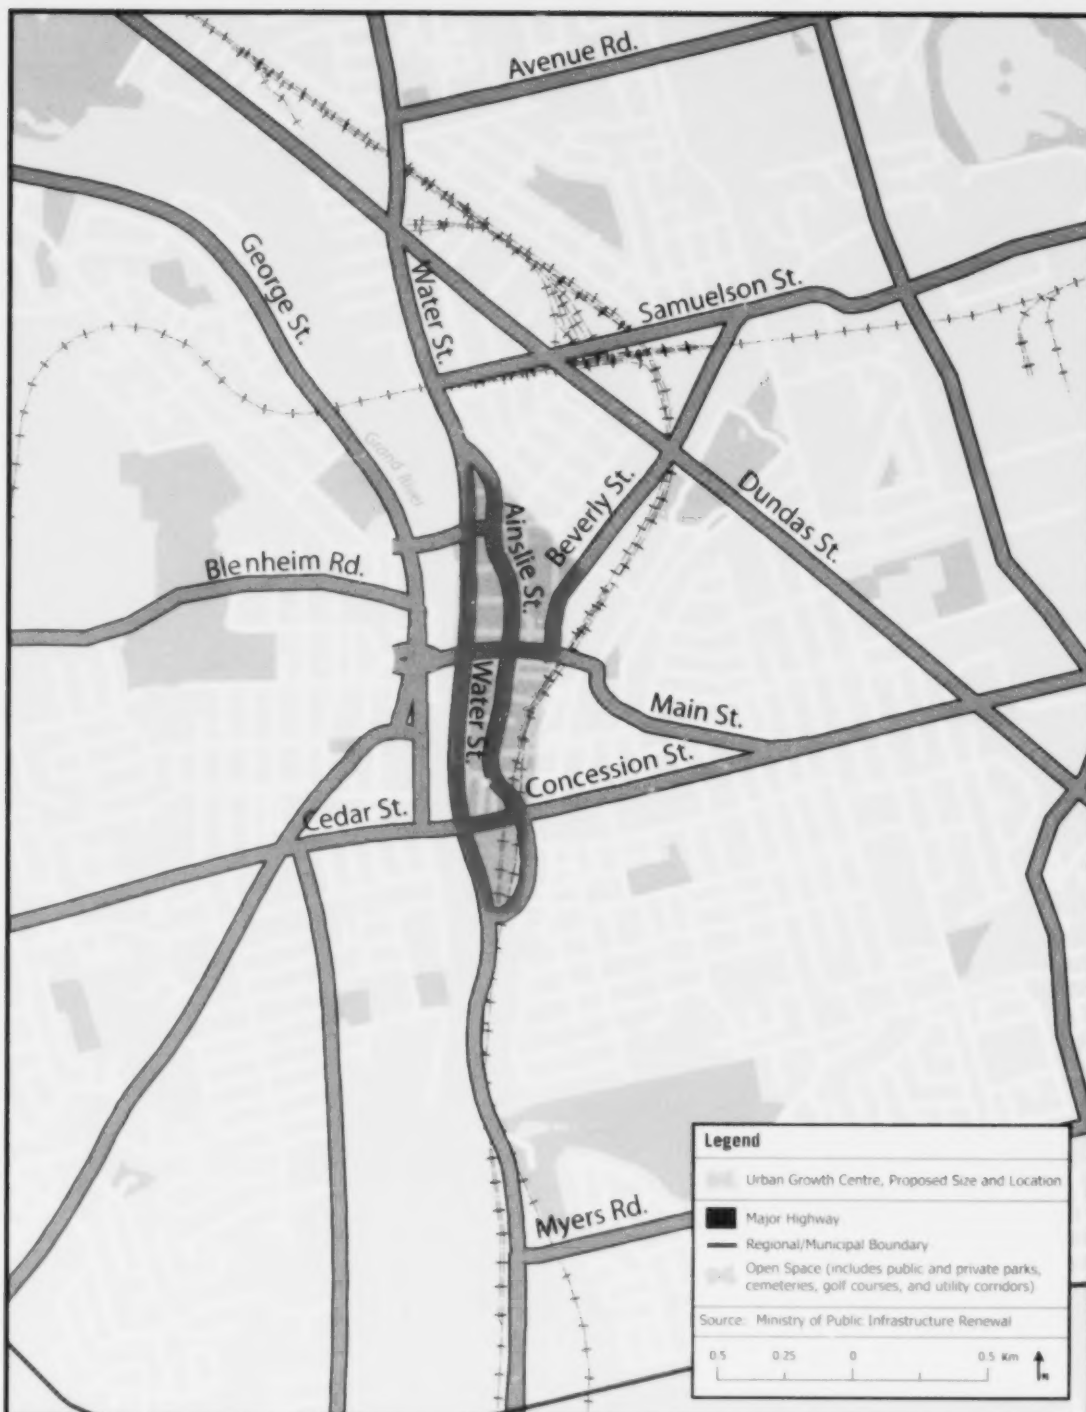 Avenue Rd.
George St.
Water St.
Samuelson St.
Grand River
Ainslie St.
Beverly St.
Dundas St.
Blenheim Rd.
Water St.
Main St.
Concession St.
Cedar St.
Myers Rd.
Legend
Urban Growth Centre, Proposed Size and Location
Major Highway
Regional/Municipal Boundary
Open Space (includes public and private parks,
cemeteries, golf courses, and utility corridors)
Source: Ministry of Public Infrastructure Renewal
0.5 0.25 0 0.5 Km
N